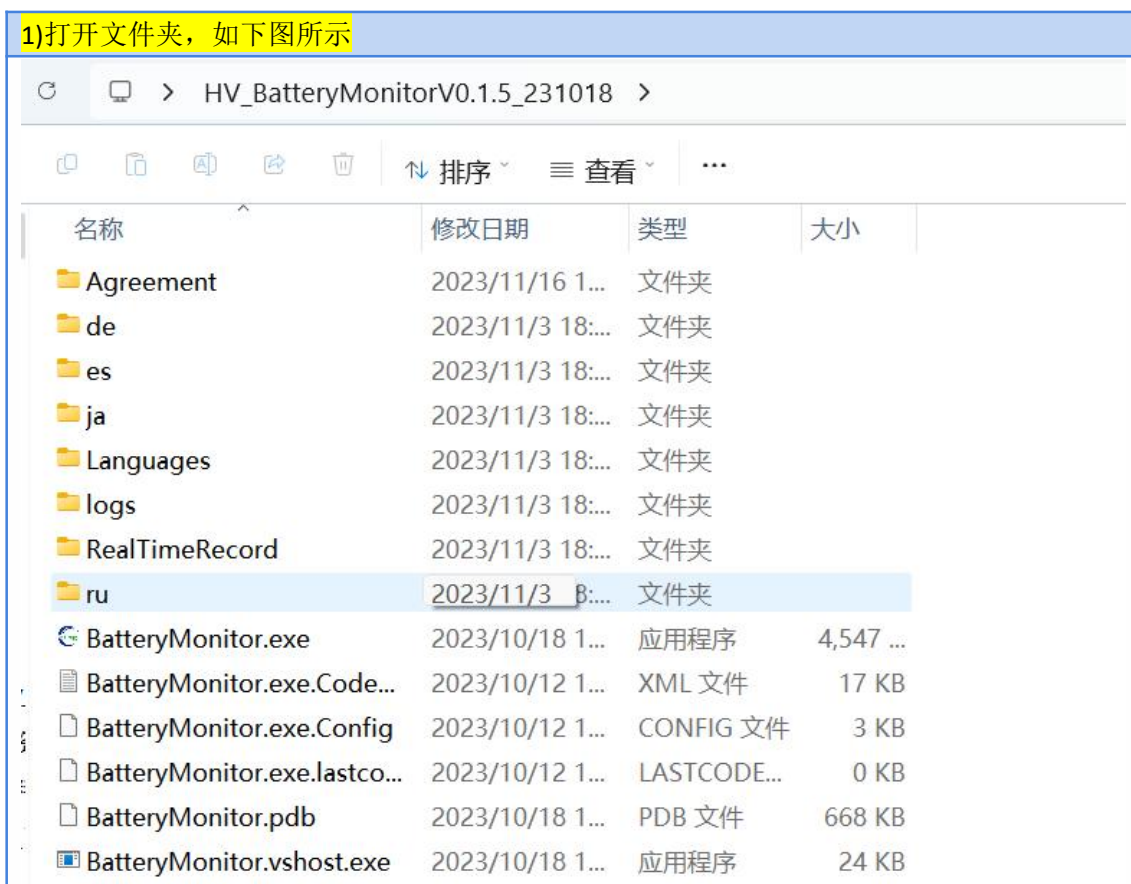 1)打开文件夹，如下图所示
HV_BatteryMonitorV0.1.5_231018
排序 查看 ...
名称 修改日期 类型 大小
Agreement 2023/11/16 1... 文件夹
de 2023/11/3 18:... 文件夹
es 2023/11/3 18:... 文件夹
ja 2023/11/3 18:... 文件夹
Languages 2023/11/3 18:... 文件夹
logs 2023/11/3 18:... 文件夹
RealTimeRecord 2023/11/3 18:... 文件夹
ru 2023/11/3 8:... 文件夹
BatteryMonitor.exe 2023/10/18 1... 应用程序 4,547 ...
BatteryMonitor.exe.Code... 2023/10/12 1... XML 文件 17 KB
BatteryMonitor.exe.Config 2023/10/12 1... CONFIG 文件 3 KB
BatteryMonitor.exe.lastco... 2023/10/12 1... LASTCODE... 0 KB
BatteryMonitor.pdb 2023/10/18 1... PDB 文件 668 KB
BatteryMonitor.vshost.exe 2023/10/18 1... 应用程序 24 KB